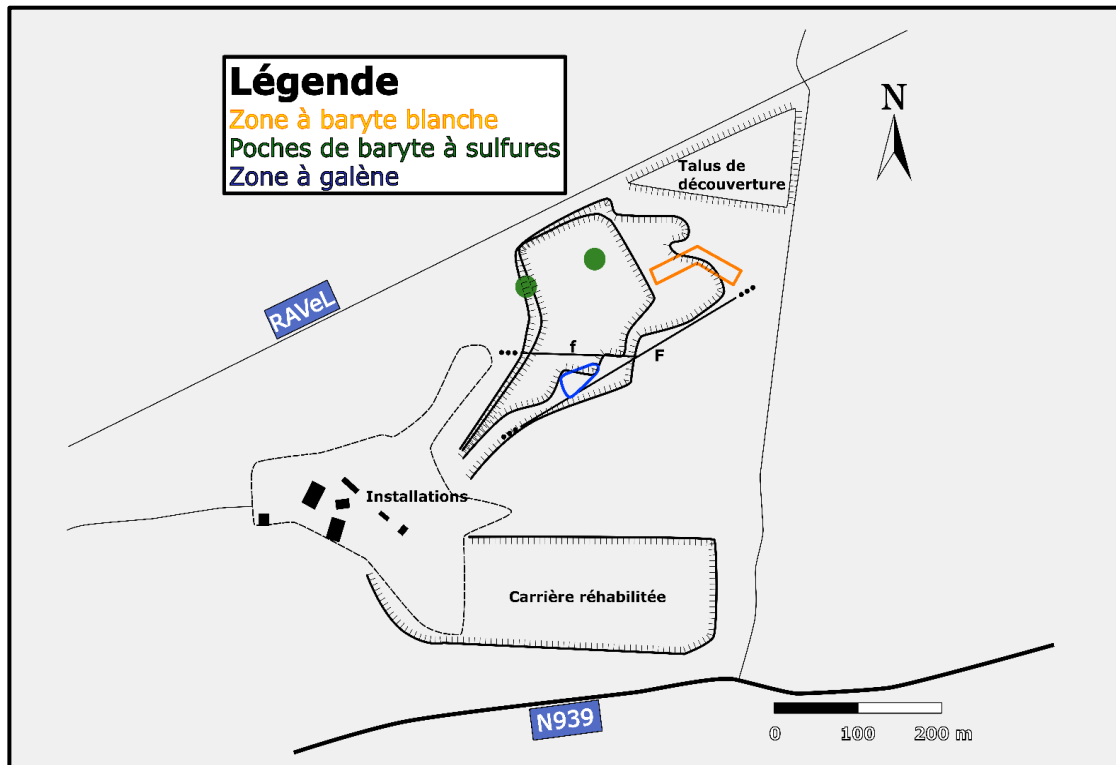 Légende
Zone à baryte blanche
Poches de baryte à sulfures
Zone à galène
N
Talus de
découverte
RAVeL
f
F
Installations
Carrière réhabilitée
N939
0 100 200 m